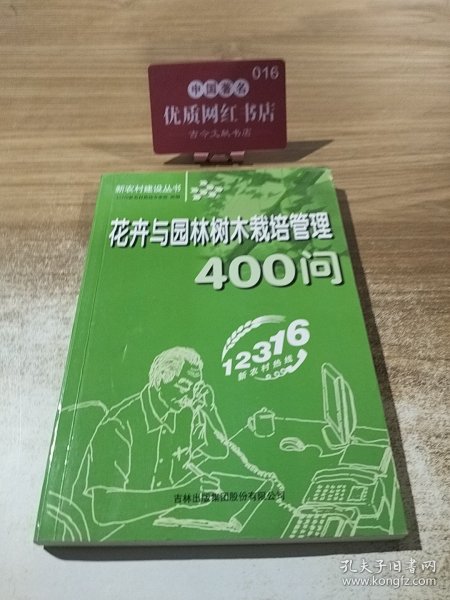 016
中国著名
优质网红书店
古今文献书店
新农村建设丛书
花卉与园林树木栽培管理
400问
12316
新农村热线
吉林出版集团股份有限公司
孔夫子旧书网
www.kongfz.com